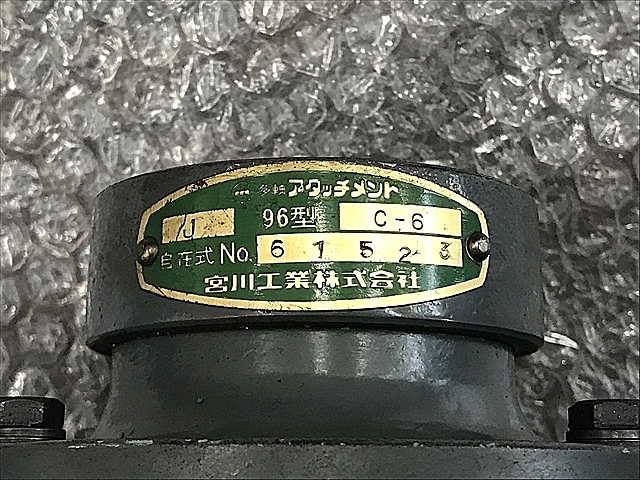 多軸アタッチメント
J 96型 C-6
自在式 No. 61523
宮川工業株式会社